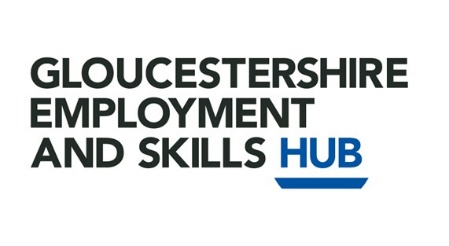 GLOUCESTERSHIRE
EMPLOYMENT
AND SKILLS HUB